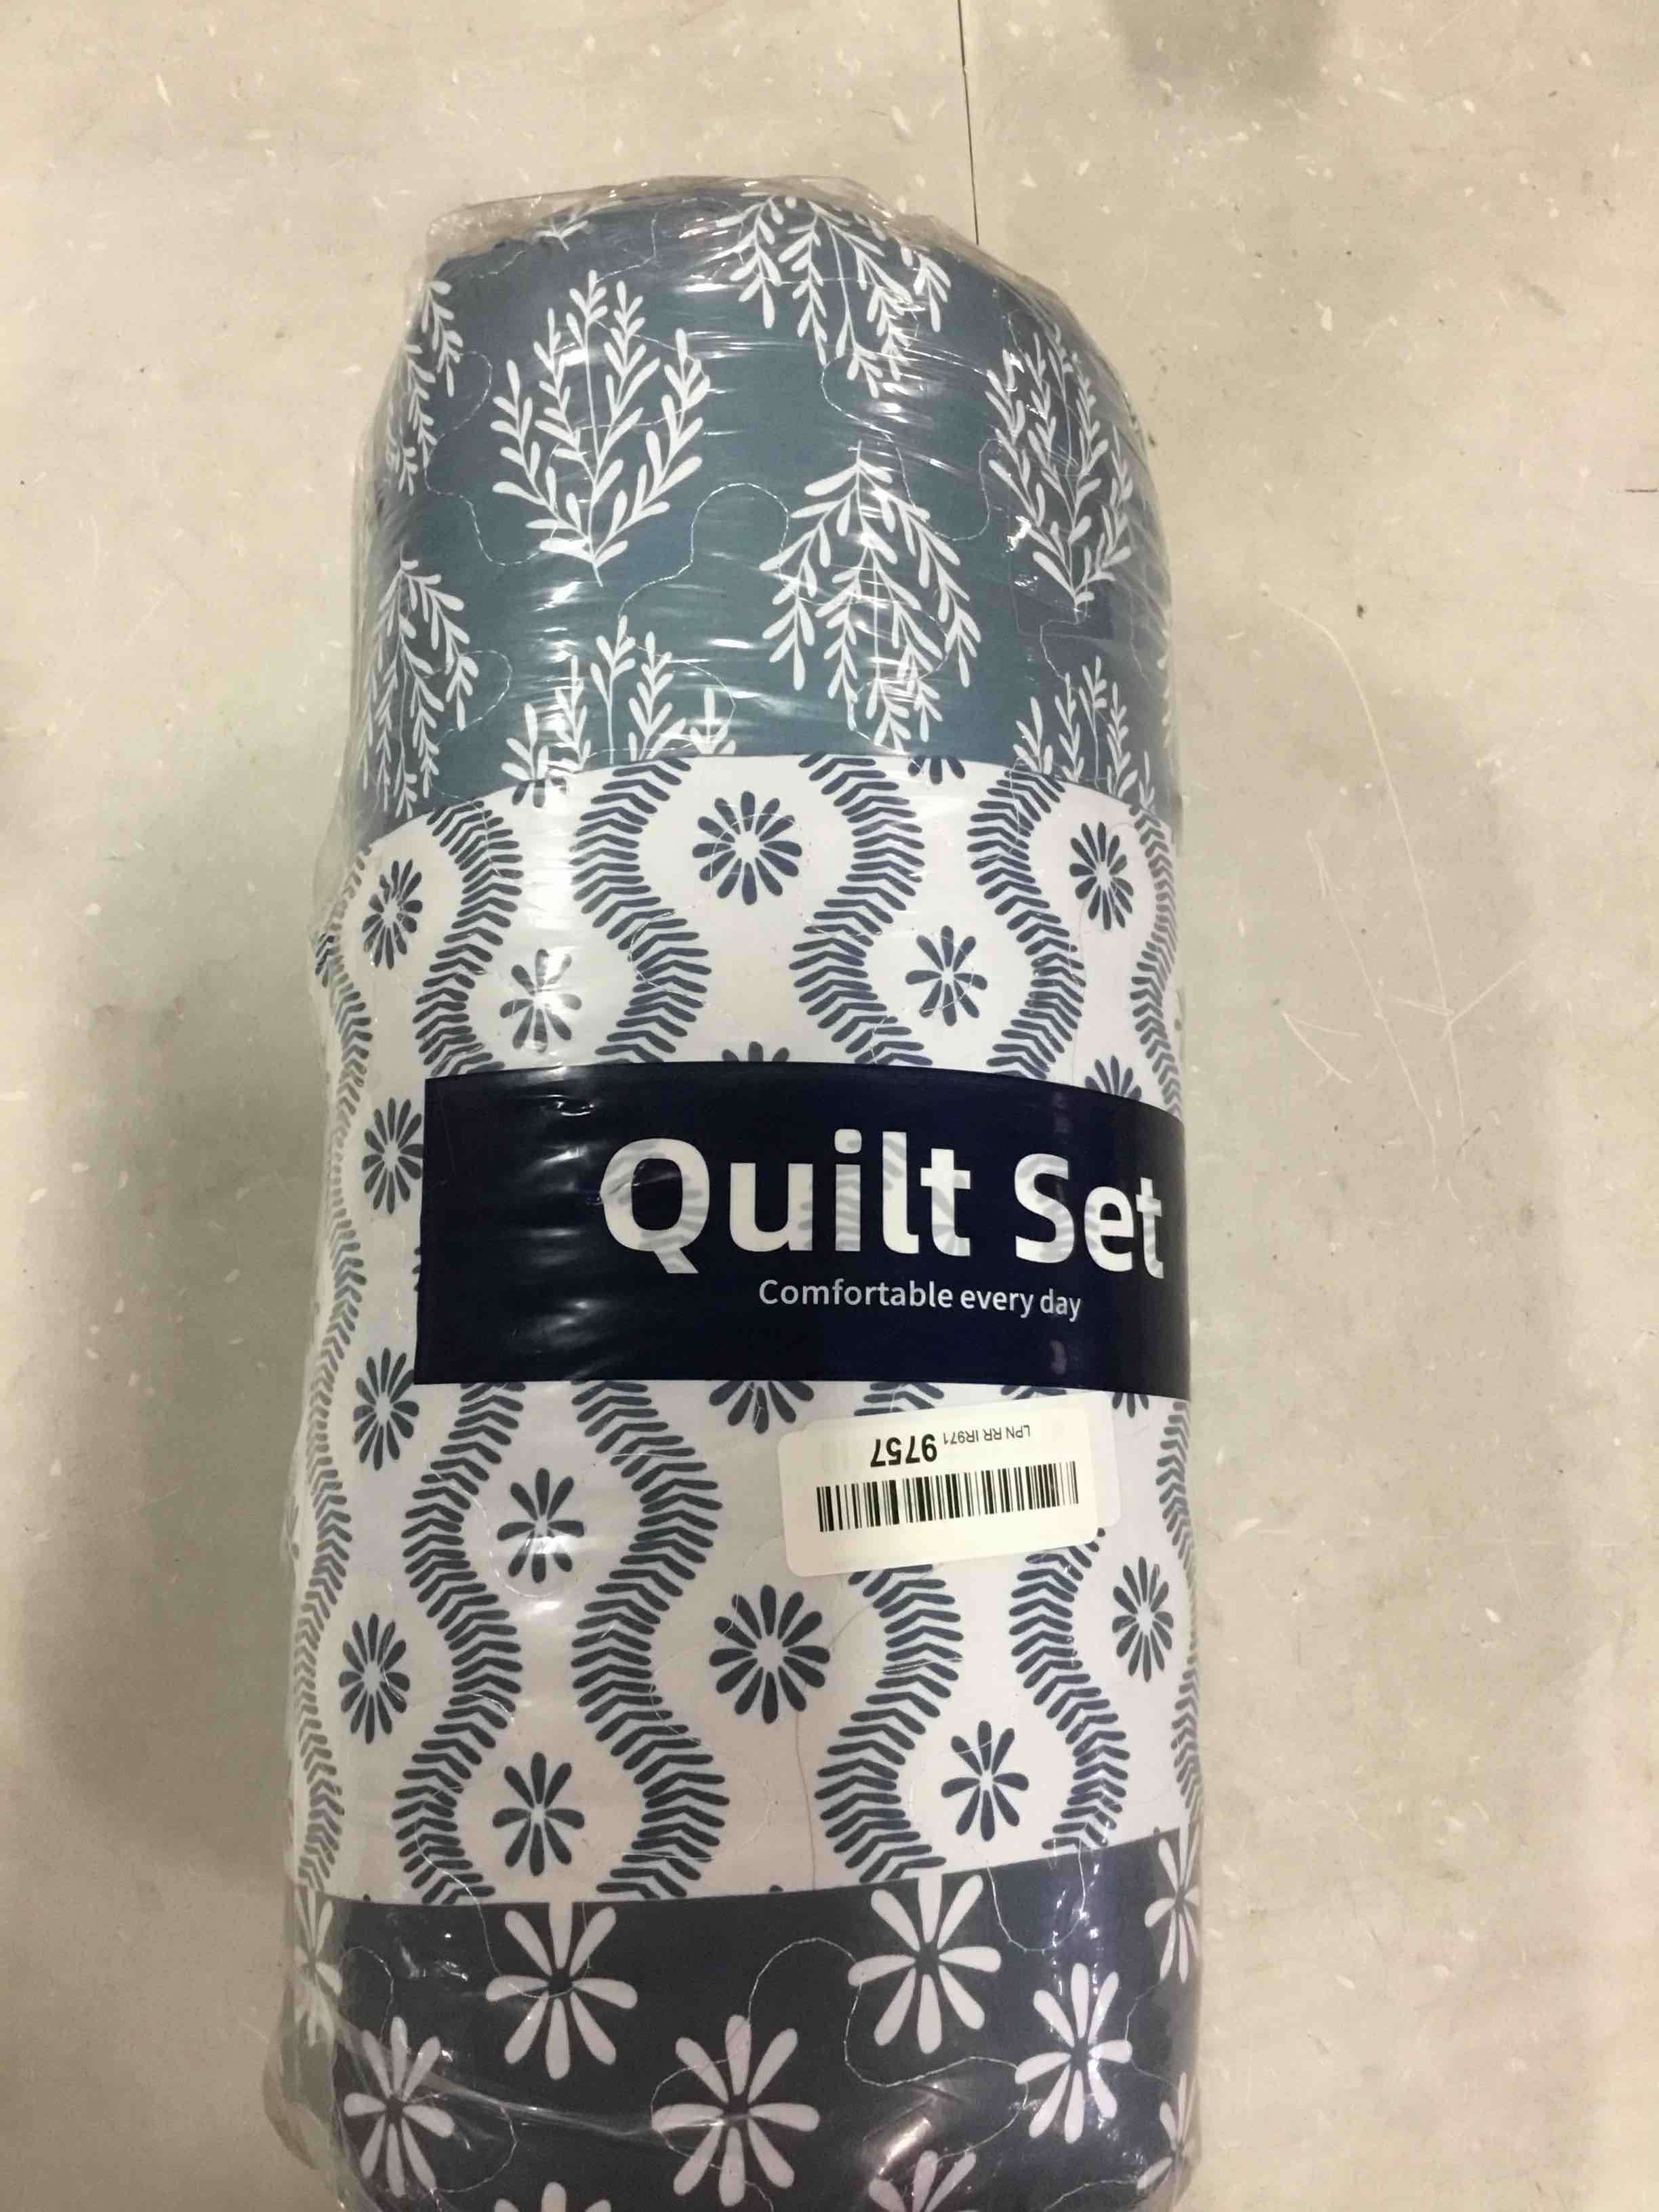 Quilt Set
Comfortable every day
LPN RR IR971 9757